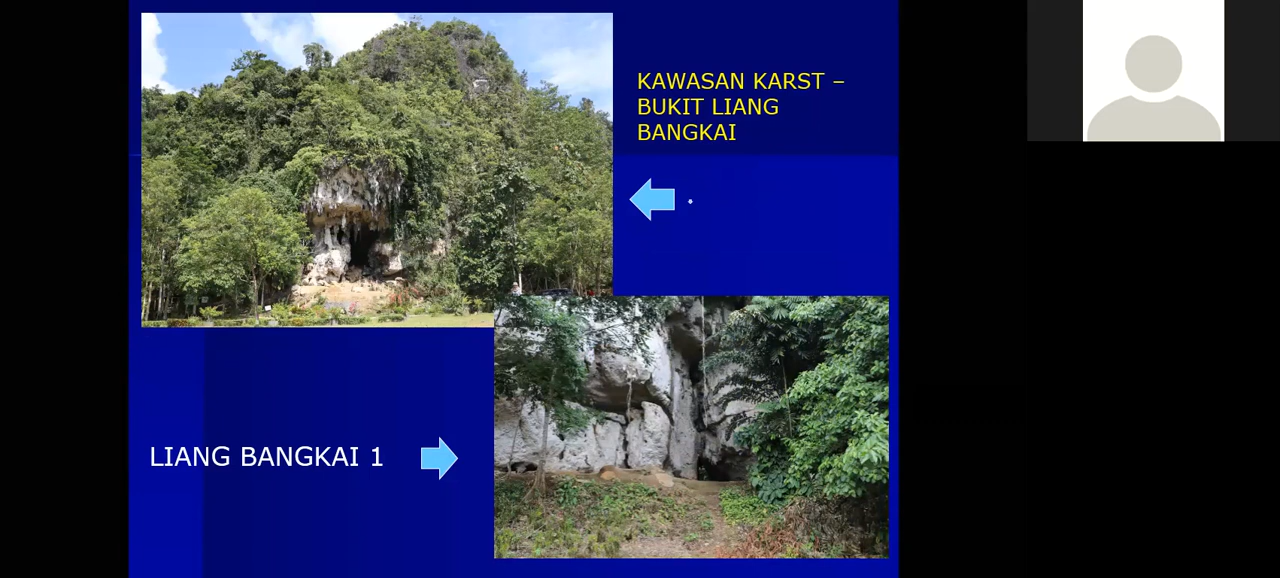 KAWASAN KARST –
BUKIT LIANG
BANGKAI
LIANG BANGKAI 1